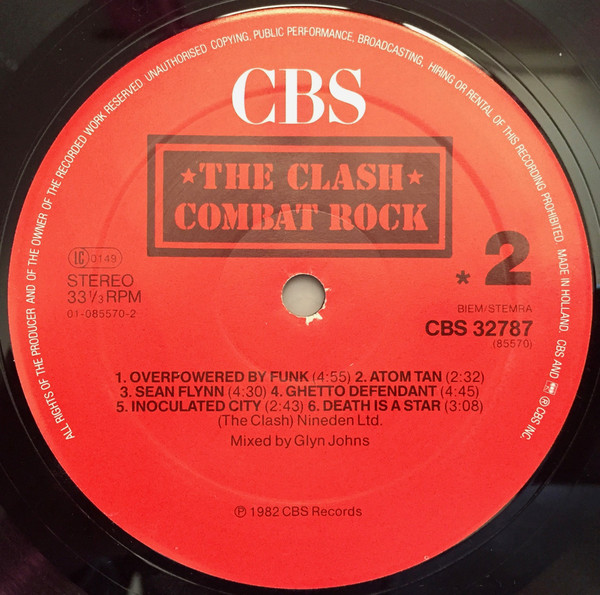 ALL RIGHTS OF THE PRODUCER AND OF THE OWNER OF THE RECORDED WORK RESERVED. UNAUTHORISED COPYING, PUBLIC PERFORMANCE, BROADCASTING, HIRING OR RENTAL OF THIS RECORDING PROHIBITED. MADE IN HOLLAND. CBS AND ℗ CBS INC.
CBS
★THE CLASH★
COMBAT ROCK
LC 0149
STEREO
33 1/3 RPM
01-085570-2
* 2
BIEM/STEMRA
CBS 32787
(85570)
1. OVERPOWERED BY FUNK (4:55) 2. ATOM TAN (2:32)
3. SEAN FLYNN (4:30) 4. GHETTO DEFENDANT (4:45)
5. INOCULATED CITY (2:43) 6. DEATH IS A STAR (3:08)
(The Clash) Nineden Ltd.
Mixed by Glyn Johns
℗ 1982 CBS Records